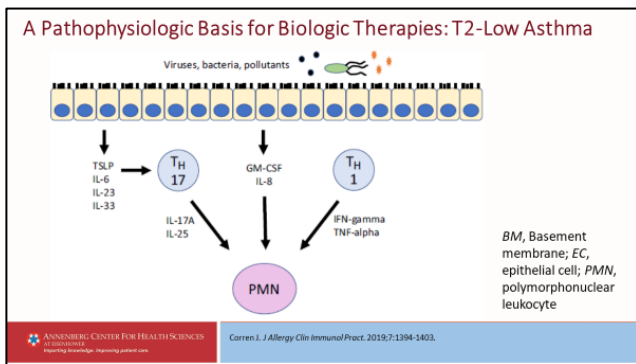 A Pathophysiologic Basis for Biologic Therapies: T2-Low Asthma
Viruses, bacteria, pollutants
TSLP
IL-6
IL-23
IL-33
TH
17
GM-CSF
IL-8
TH
1
IL-17A
IL-25
IFN-gamma
TNF-alpha
PMN
BM, Basement
membrane; EC,
epithelial cell; PMN,
polymorphonuclear
leukocyte
ANNENBERG CENTER FOR HEALTH SCIENCES
AT EISENHOWER
Imparting knowledge. Improving patient care.
Corren J. J Allergy Clin Immunol Pract. 2019;7:1394-1403.